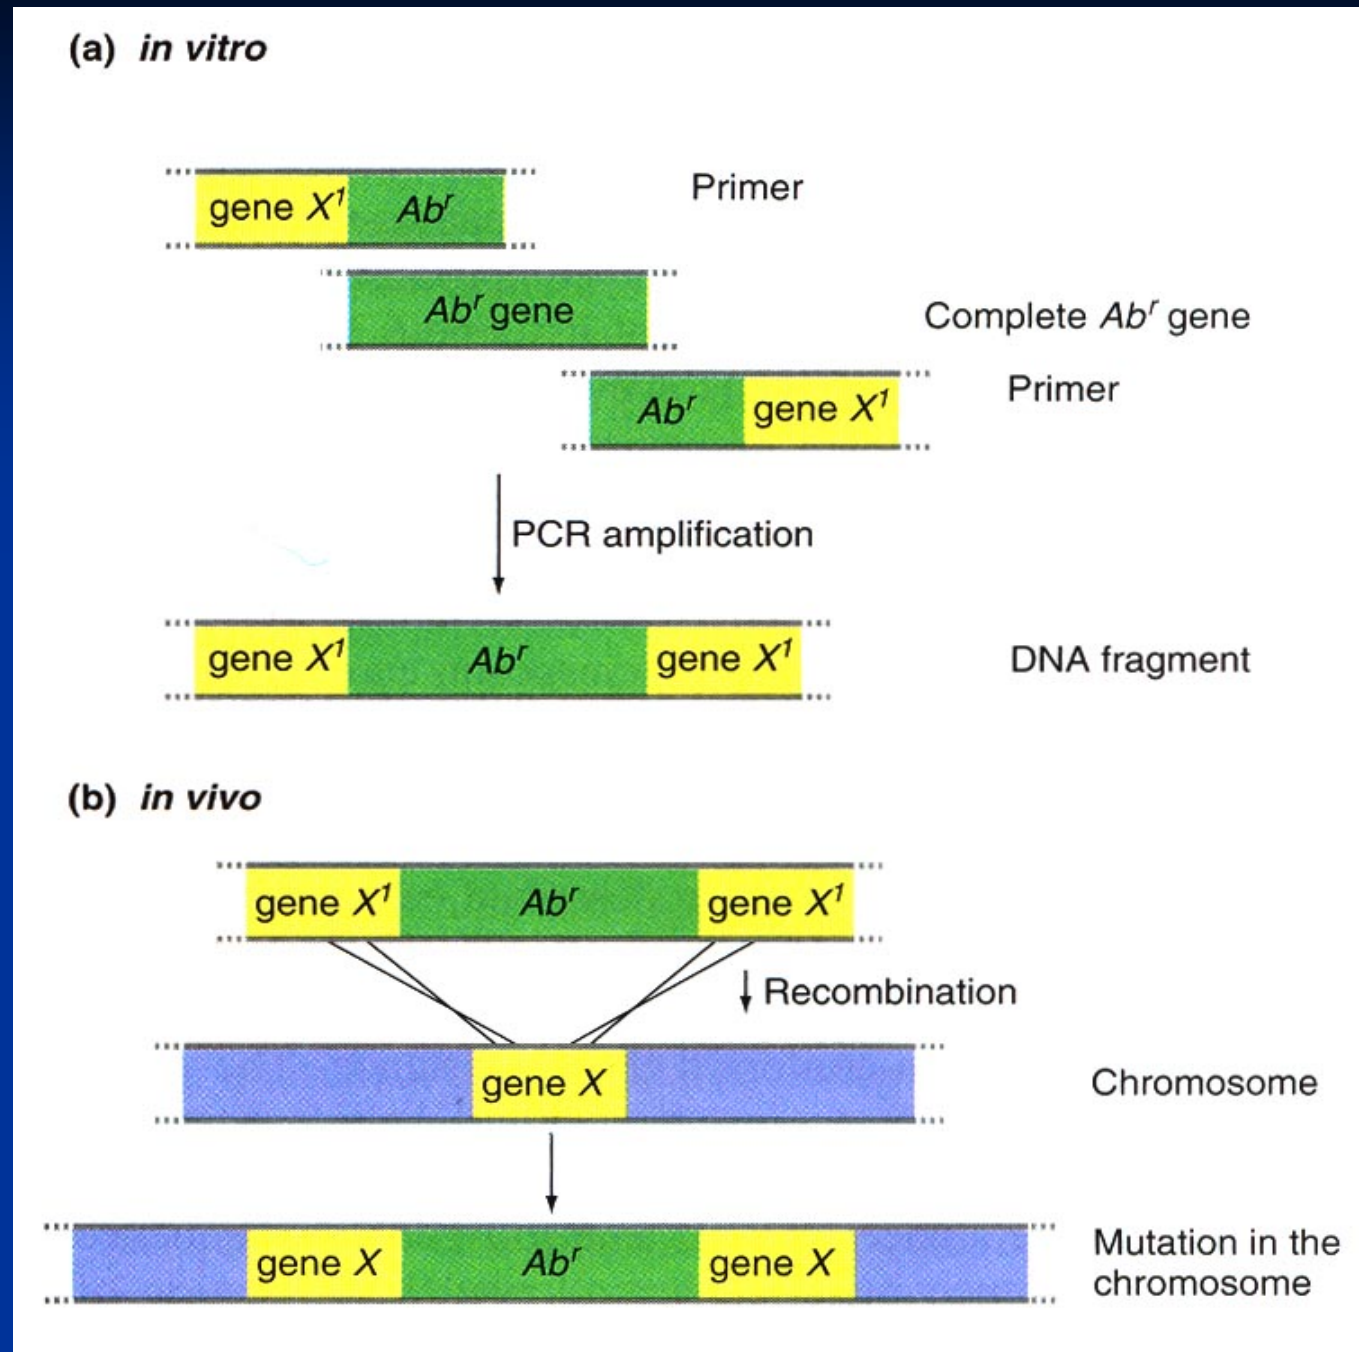 (a) in vitro
gene X¹ Abʳ Primer
Abʳ gene Complete Abʳ gene
Abʳ gene X¹ Primer
PCR amplification
gene X¹ Abʳ gene X¹ DNA fragment
(b) in vivo
gene X¹ Abʳ gene X¹
Recombination
gene X Chromosome
gene X Abʳ gene X Mutation in the
chromosome